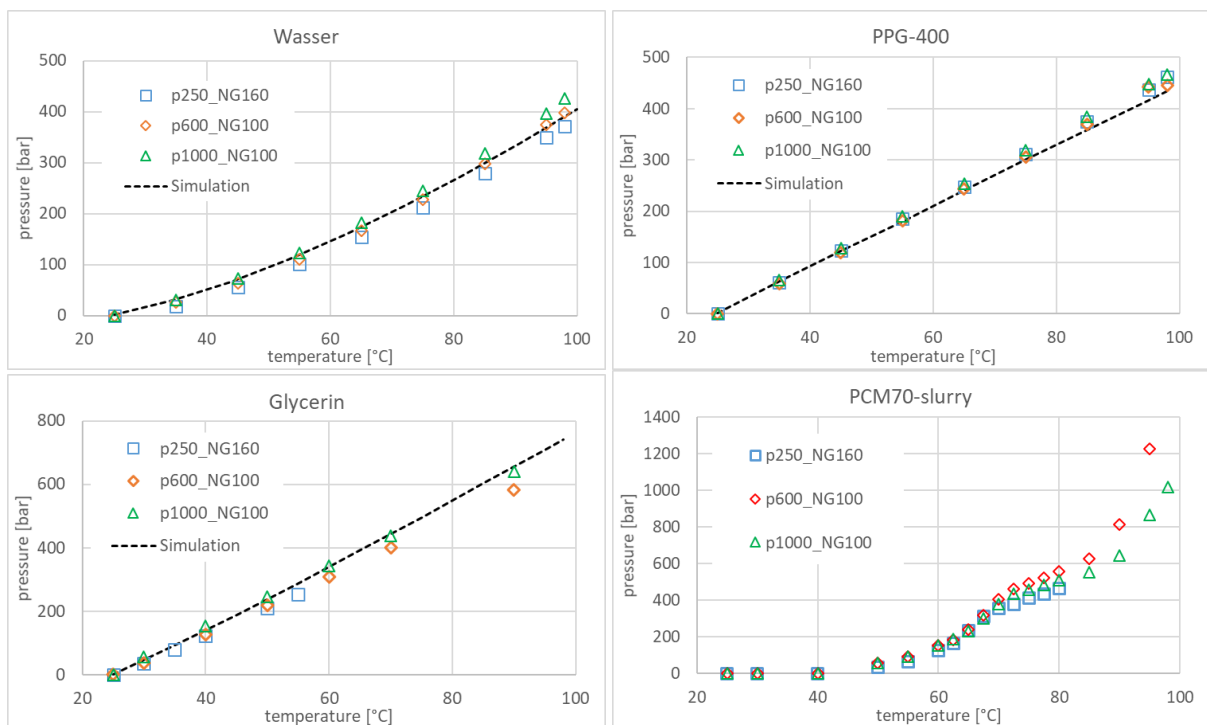 Wasser
500
400
300
200
100
0
pressure [bar]
p250_NG160
p600_NG100
p1000_NG100
Simulation
20
40
60
80
100
temperature [°C]
PPG-400
500
400
300
200
100
0
pressure [bar]
p250_NG160
p600_NG100
p1000_NG100
Simulation
20
40
60
80
100
temperature [°C]
Glycerin
800
600
400
200
0
pressure [bar]
p250_NG160
p600_NG100
p1000_NG100
Simulation
20
40
60
80
100
temperature [°C]
PCM70-slurry
1400
1200
1000
800
600
400
200
0
pressure [bar]
p250_NG160
p600_NG100
p1000_NG100
20
40
60
80
100
temperature [°C]